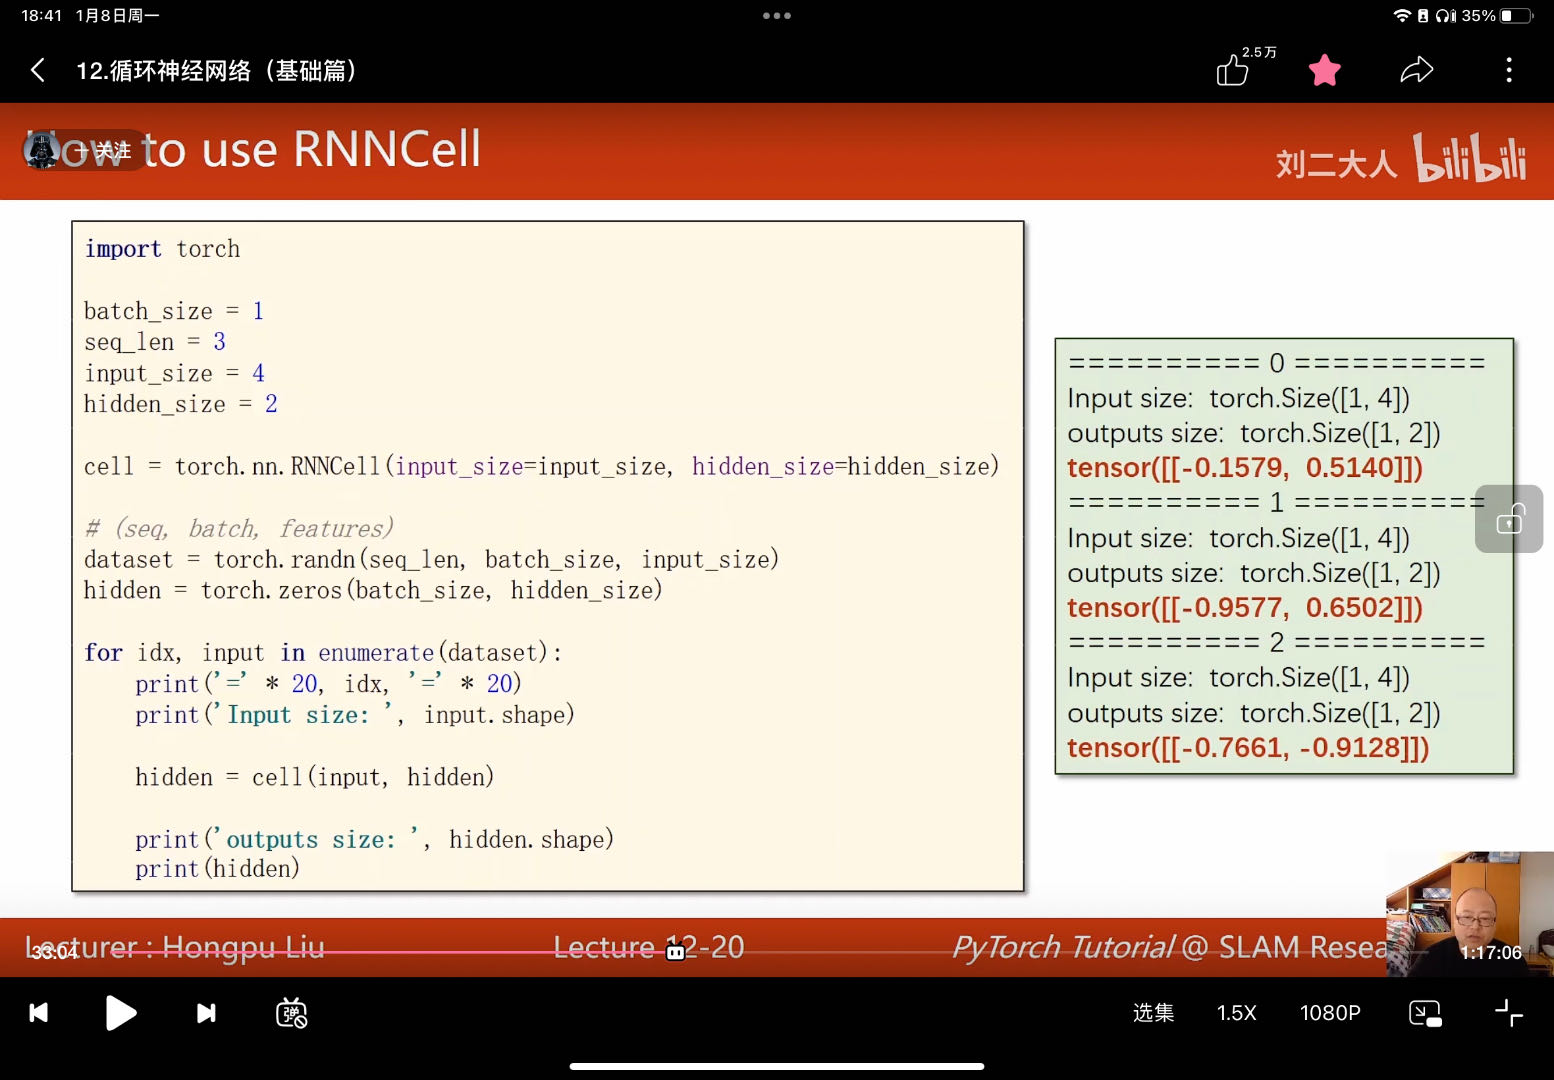 18:41 1月8日周一
35%
12.循环神经网络（基础篇）
2.5万
How to use RNNCell
+ 关注
刘二大人 bilibili
import torch
batch_size = 1
seq_len = 3
input_size = 4
hidden_size = 2
cell = torch.nn.RNNCell(input_size=input_size, hidden_size=hidden_size)
# (seq, batch, features)
dataset = torch.randn(seq_len, batch_size, input_size)
hidden = torch.zeros(batch_size, hidden_size)
for idx, input in enumerate(dataset):
print('=' * 20, idx, '=' * 20)
print('Input size: ', input.shape)
hidden = cell(input, hidden)
print('outputs size: ', hidden.shape)
print(hidden)
========== 0 ==========
Input size: torch.Size([1, 4])
outputs size: torch.Size([1, 2])
tensor([[-0.1579, 0.5140]])
========== 1 ==========
Input size: torch.Size([1, 4])
outputs size: torch.Size([1, 2])
tensor([[-0.9577, 0.6502]])
========== 2 ==========
Input size: torch.Size([1, 4])
outputs size: torch.Size([1, 2])
tensor([[-0.7661, -0.9128]])
Lecturer : Hongpu Liu
Lecture 12-20
PyTorch Tutorial @ SLAM Resea
33:04
1:17:06
弹
选集
1.5X
1080P